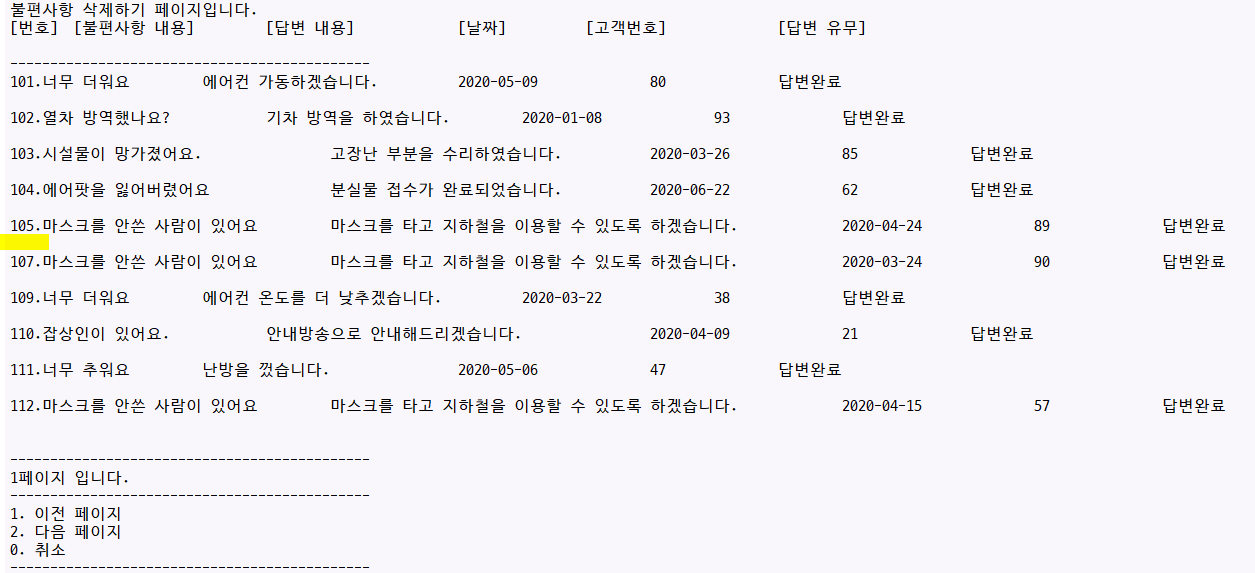 불편사항 삭제하기 페이지입니다.
[번호] [불편사항 내용] [답변 내용] [날짜] [고객번호] [답변 유무]
---------------------------------------------
101.너무 더워요 에어컨 가동하겠습니다. 2020-05-09 80 답변완료
102.열차 방역했나요? 기차 방역을 하였습니다. 2020-01-08 93 답변완료
103.시설물이 망가졌어요. 고장난 부분을 수리하였습니다. 2020-03-26 85 답변완료
104.에어팟을 잃어버렸어요 분실물 접수가 완료되었습니다. 2020-06-22 62 답변완료
105.마스크를 안쓴 사람이 있어요 마스크를 타고 지하철을 이용할 수 있도록 하겠습니다. 2020-04-24 89 답변완료
107.마스크를 안쓴 사람이 있어요 마스크를 타고 지하철을 이용할 수 있도록 하겠습니다. 2020-03-24 90 답변완료
109.너무 더워요 에어컨 온도를 더 낮추겠습니다. 2020-03-22 38 답변완료
110.잡상인이 있어요. 안내방송으로 안내해드리겠습니다. 2020-04-09 21 답변완료
111.너무 추워요 난방을 껐습니다. 2020-05-06 47 답변완료
112.마스크를 안쓴 사람이 있어요 마스크를 타고 지하철을 이용할 수 있도록 하겠습니다. 2020-04-15 57 답변완료
---------------------------------------------
1페이지 입니다.
---------------------------------------------
1. 이전 페이지
2. 다음 페이지
0. 취소
---------------------------------------------